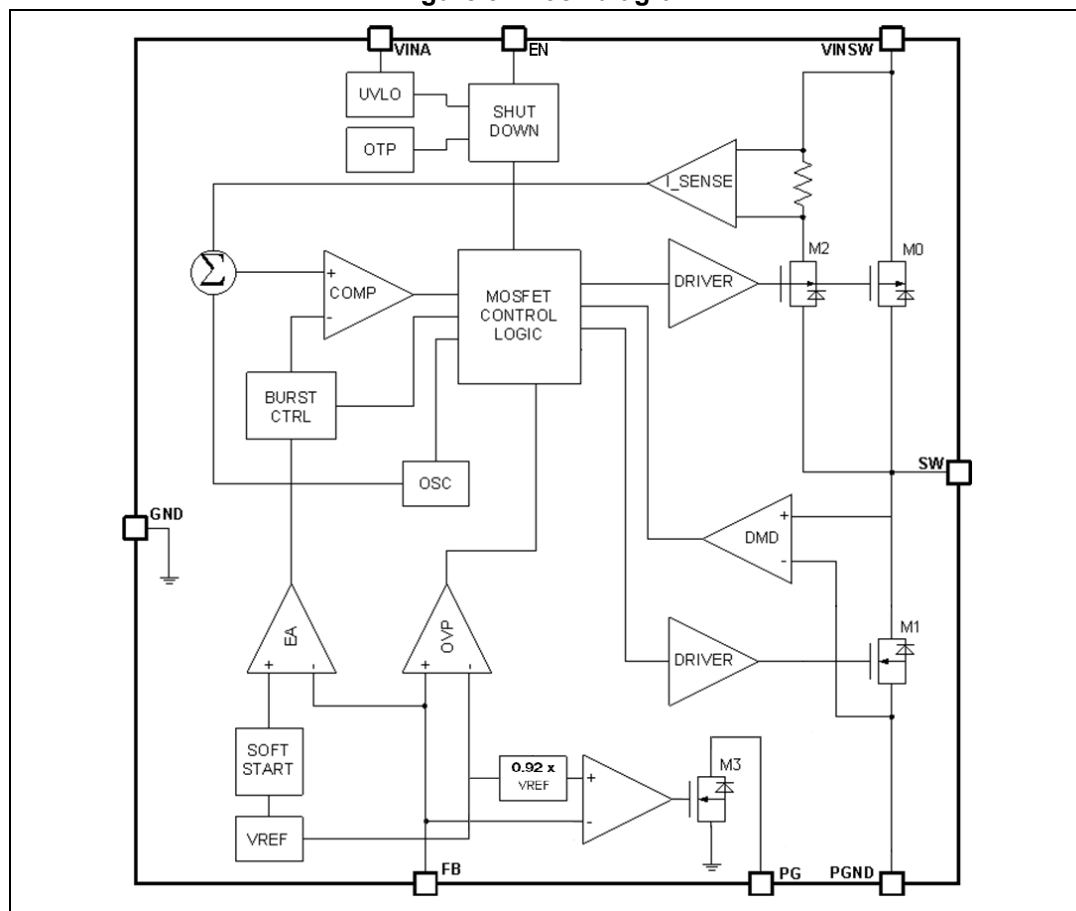 VINA
EN
VINSW
UVLO
SHUT
DOWN
OTP
I_SENSE
Σ
+
COMP
-
MOSFET
CONTROL
LOGIC
DRIVER
M2
M0
BURST
CTRL
OSC
SW
GND
+
DMD
-
EA
+
-
OVP
+
-
DRIVER
M1
SOFT
START
0.92 x
VREF
+
-
M3
VREF
FB
PG
PGND